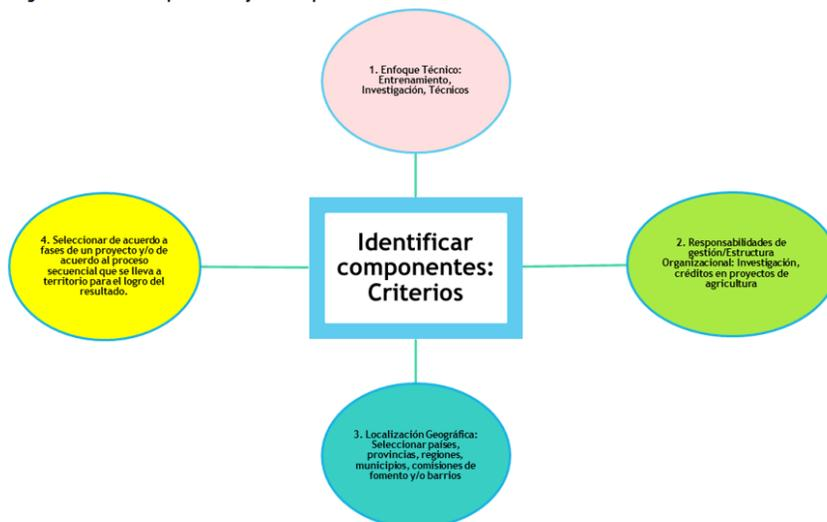 1. Enfoque Técnico:
Entrenamiento,
Investigación, Técnicos
Identificar
componentes:
Criterios
2. Responsabilidades de
gestión/Estructura
Organizacional: Investigación,
créditos en proyectos de
agricultura
3. Localización Geográfica:
Seleccionar países,
provincias, regiones,
municipios, comisiones de
fomento y/o barrios
4. Seleccionar de acuerdo a
fases de un proyecto y/o de
acuerdo al proceso
secuencial que se lleva a
territorio para el logro del
resultado.